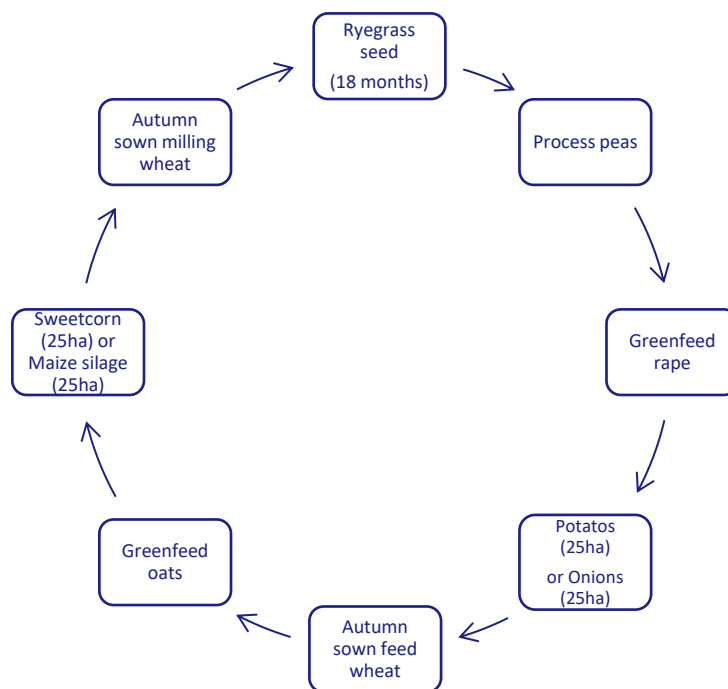 Ryegrass
seed
(18 months)
Process peas
Greenfeed
rape
Potatos
(25ha)
or Onions
(25ha)
Autumn
sown feed
wheat
Greenfeed
oats
Sweetcorn
(25ha) or
Maize silage
(25ha)
Autumn
sown milling
wheat